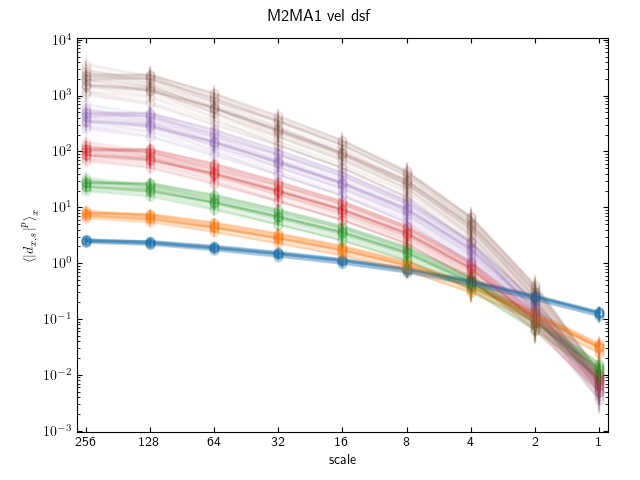 M2MA1 vel dsf
10^4
10^3
10^2
10^1
10^0
10^{-1}
10^{-2}
10^{-3}
⟨|d_{x,s}|^p⟩_x
256 128 64 32 16 8 4 2 1
scale